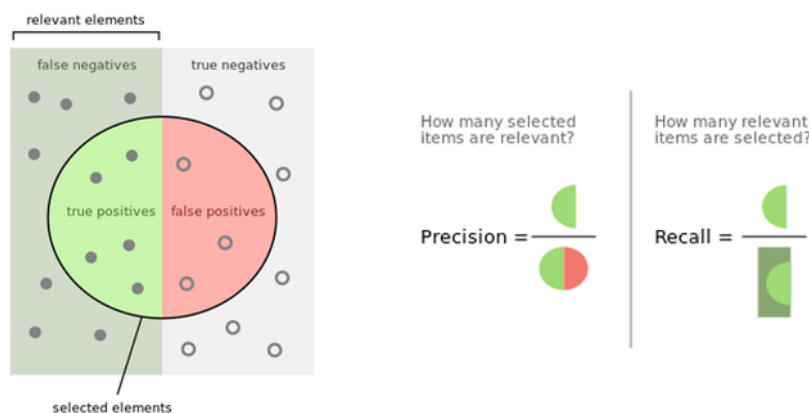 relevant elements
false negatives
true negatives
true positives
false positives
selected elements
How many selected
items are relevant?
Precision =
How many relevant
items are selected?
Recall =